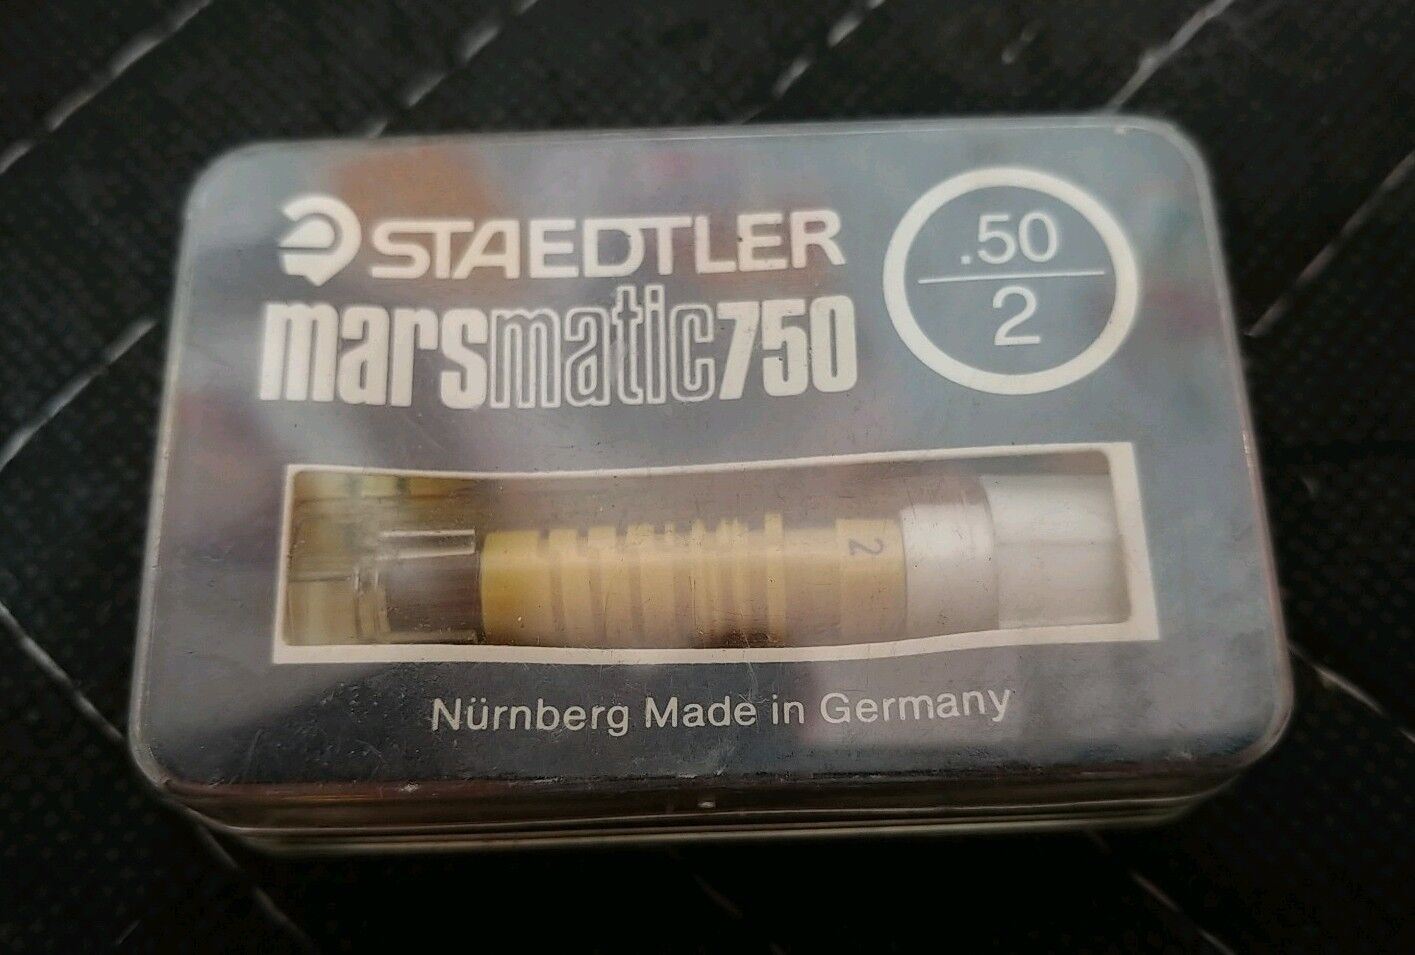 STAEDTLER
marsmatic750
.50
2
2
Nürnberg Made in Germany